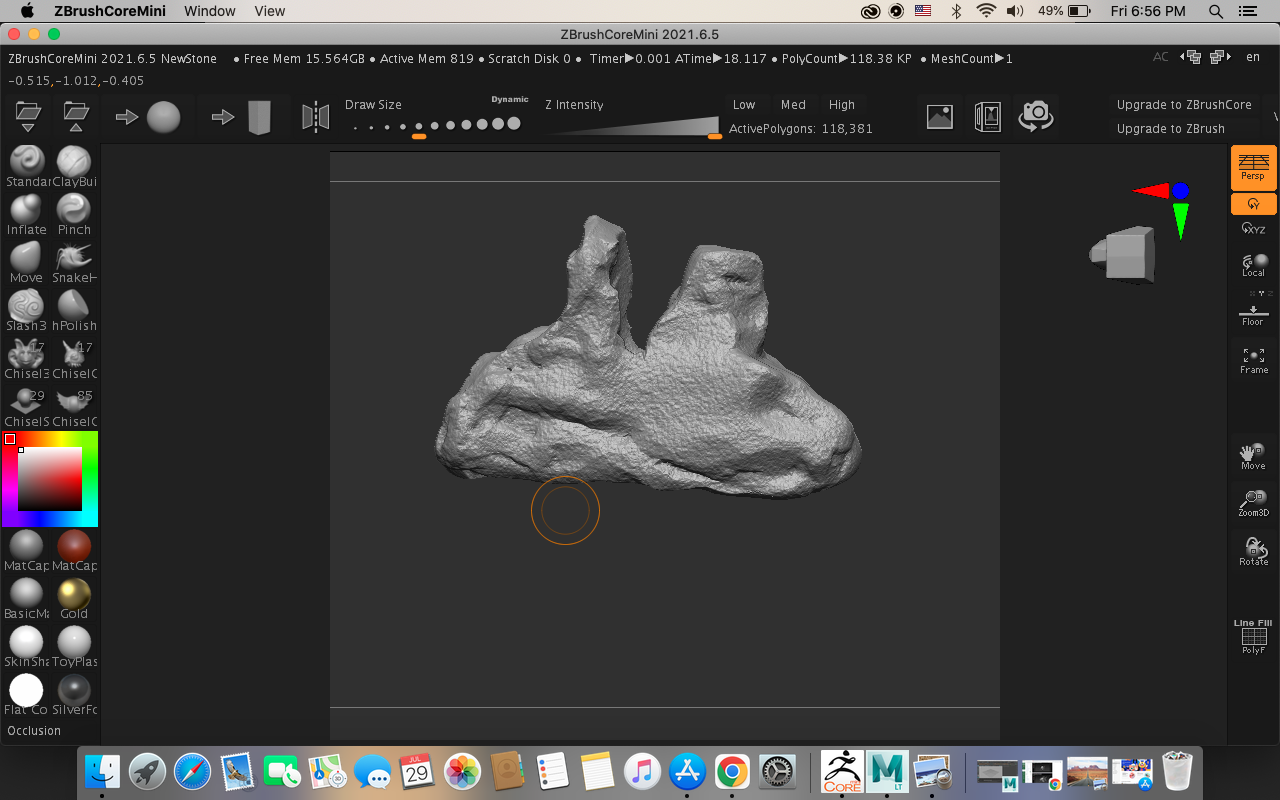 ZBrushCoreMini Window View 49% Fri 6:56 PM
ZBrushCoreMini 2021.6.5
ZBrushCoreMini 2021.6.5 NewStone • Free Mem 15.564GB • Active Mem 819 • Scratch Disk 0 • Timer▶0.001 ATime▶18.117 • PolyCount▶118.38 KP • MeshCount▶1 AC en
-0.515,-1.012,-0.405
Draw Size Dynamic Z Intensity Low Med High Upgrade to ZBrushCore
ActivePolygons: 118,381 Upgrade to ZBrush
Standar ClayBui
Inflate Pinch
Move SnakeH
Slash3 hPolish
17 17
Chisel3 ChiselC
29 85
ChiselS ChiselC
MatCap MatCap
BasicMa Gold
SkinSha ToyPlas
Flat Co SilverFo
Occlusion
Persp
Y
XYZ
Local
Floor
Frame
Move
Zoom3D
Rotate
Line Fill
PolyF
JUL
29
CORE
M
LT
M